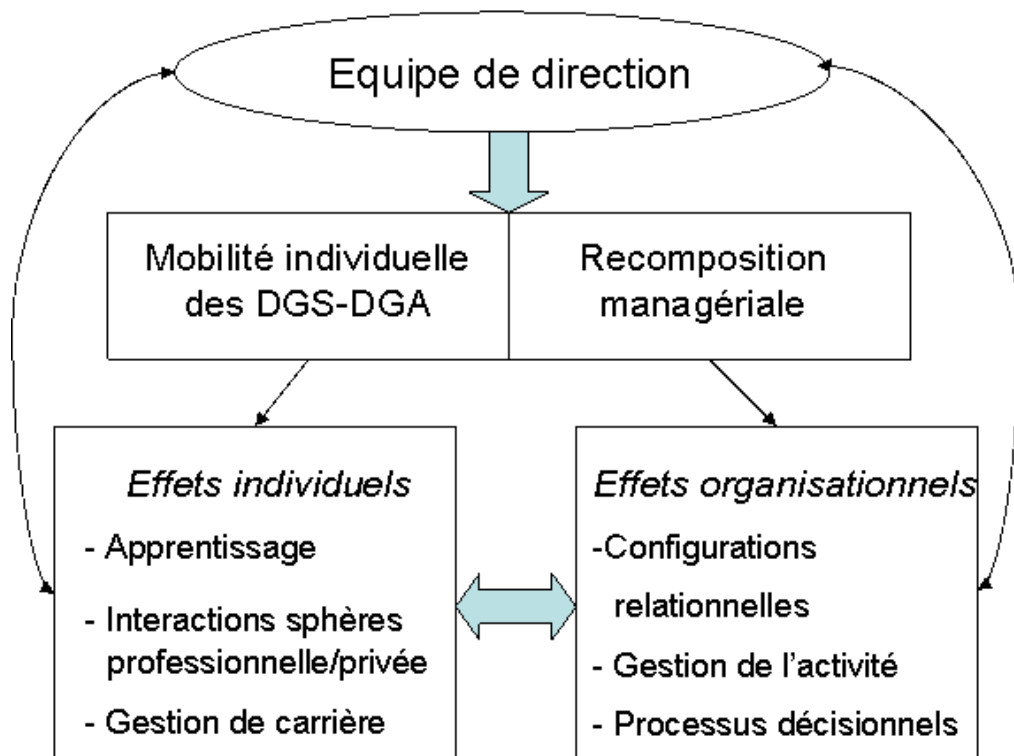 Equipe de direction
Mobilité individuelle
des DGS-DGA
Recomposition
managériale
Effets individuels
- Apprentissage
- Interactions sphères
professionnelle/privée
- Gestion de carrière
Effets organisationnels
-Configurations
relationnelles
- Gestion de l'activité
- Processus décisionnels